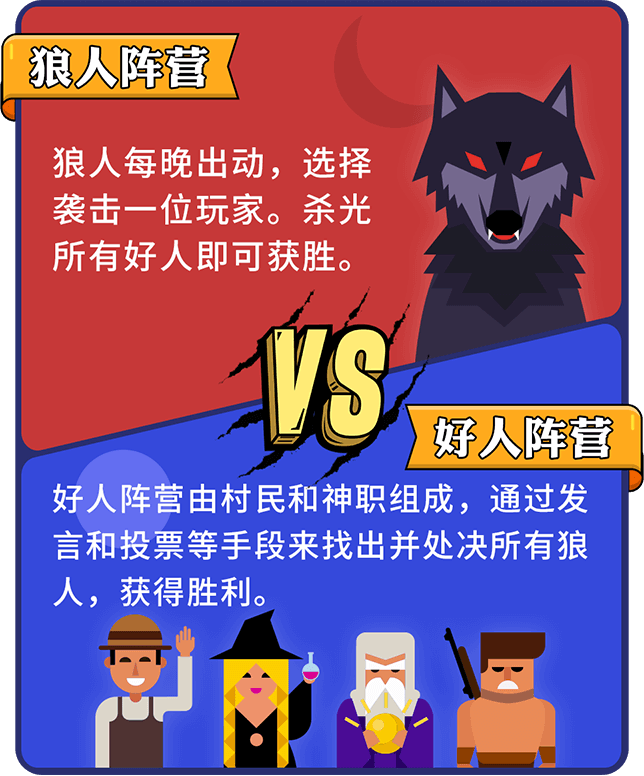 狼人阵营
狼人每晚出动，选择
袭击一位玩家。杀光
所有好人即可获胜。
VS
好人阵营
好人阵营由村民和神职组成，通过发
言和投票等手段来找出并处决所有狼
人，获得胜利。